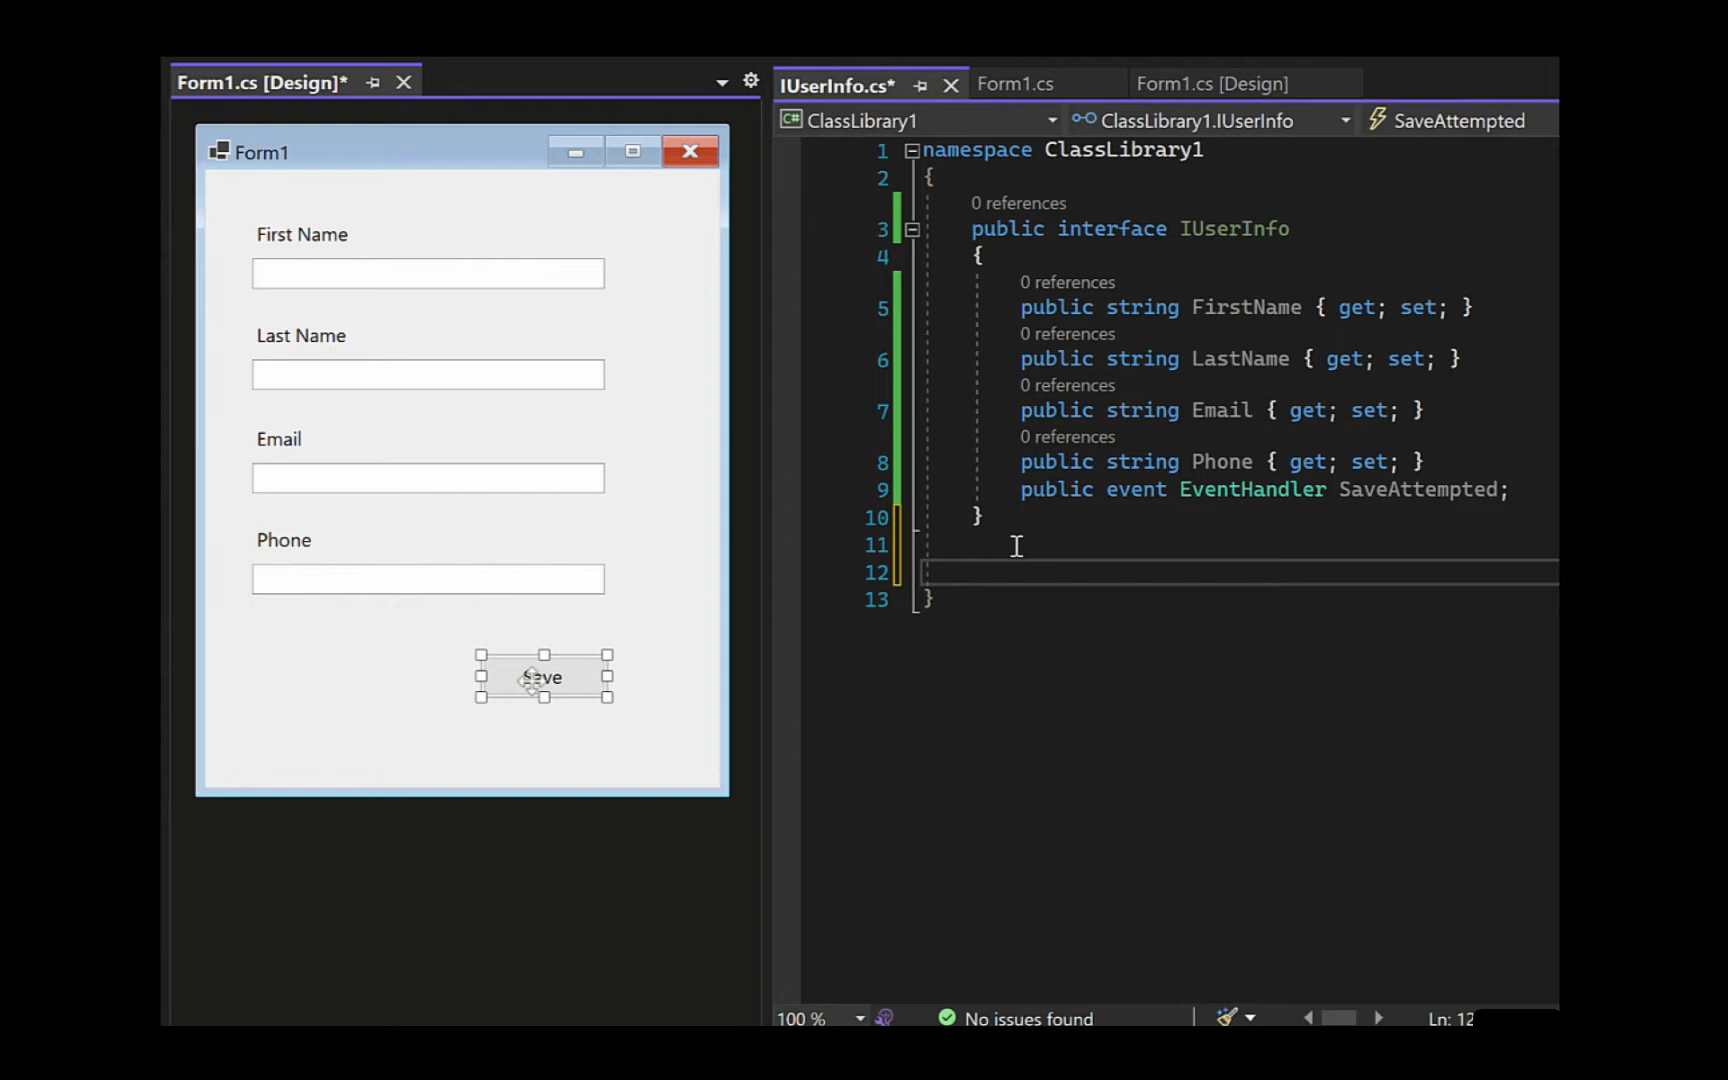 Form1.cs [Design]*
Form1
First Name
Last Name
Email
Phone
Save
IUserInfo.cs*
Form1.cs
Form1.cs [Design]
C# ClassLibrary1
ClassLibrary1.IUserInfo
SaveAttempted
1 namespace ClassLibrary1
2 {
0 references
3 public interface IUserInfo
4 {
0 references
5 public string FirstName { get; set; }
0 references
6 public string LastName { get; set; }
0 references
7 public string Email { get; set; }
0 references
8 public string Phone { get; set; }
9 public event EventHandler SaveAttempted;
10 }
11
12
13 }
100 %
No issues found
Ln: 12